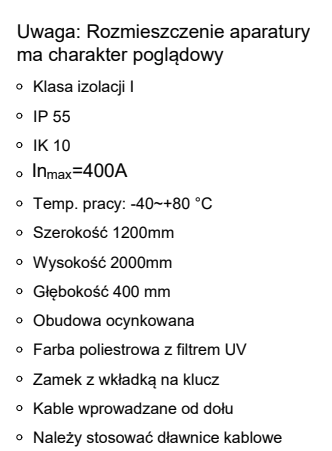 Uwaga: Rozmieszczenie aparatury
ma charakter poglądowy
Klasa izolacji I
IP 55
IK 10
Inmax=400A
Temp. pracy: -40~+80 °C
Szerokość 1200mm
Wysokość 2000mm
Głębokość 400 mm
Obudowa ocynkowana
Farba poliestrowa z filtrem UV
Zamek z wkładką na klucz
Kable wprowadzane od dołu
Należy stosować dławnice kablowe